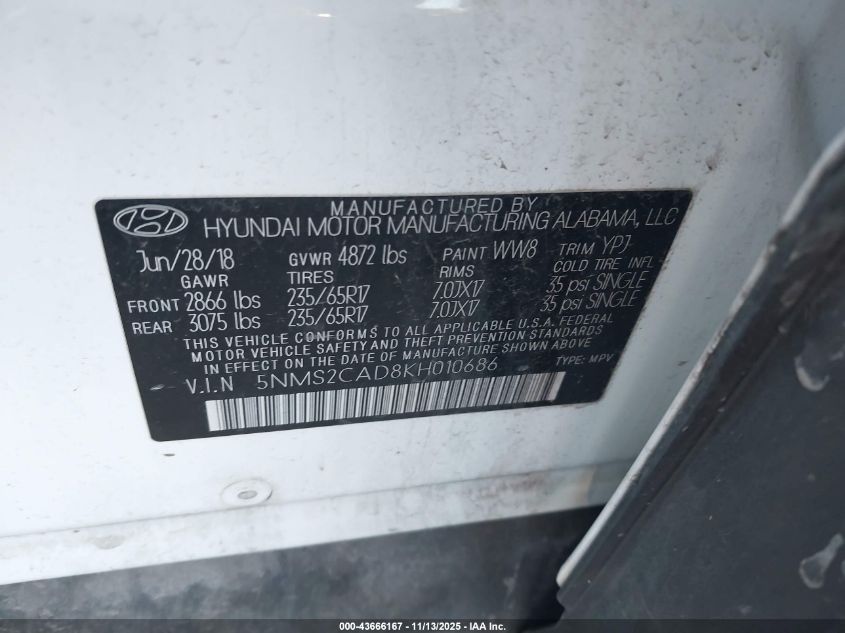 MANUFACTURED BY
HYUNDAI MOTOR MANUFACTURING ALABAMA, LLC
Jun/28/18 GVWR 4872 lbs PAINT WW8 TRIM YPJ-
GAWR TIRES RIMS COLD TIRE INFL
FRONT 2866 lbs 235/65R17 7.0JX17 35 psi SINGLE
REAR 3075 lbs 235/65R17 7.0JX17 35 psi SINGLE
THIS VEHICLE CONFORMS TO ALL APPLICABLE U.S.A. FEDERAL
MOTOR VEHICLE SAFETY AND THEFT PREVENTION STANDARDS
IN EFFECT ON THE DATE OF MANUFACTURE SHOWN ABOVE.
V.I.N 5NMS2CAD8KH010686 TYPE: MPV
000-43666167 - 11/13/2025 - IAA Inc.